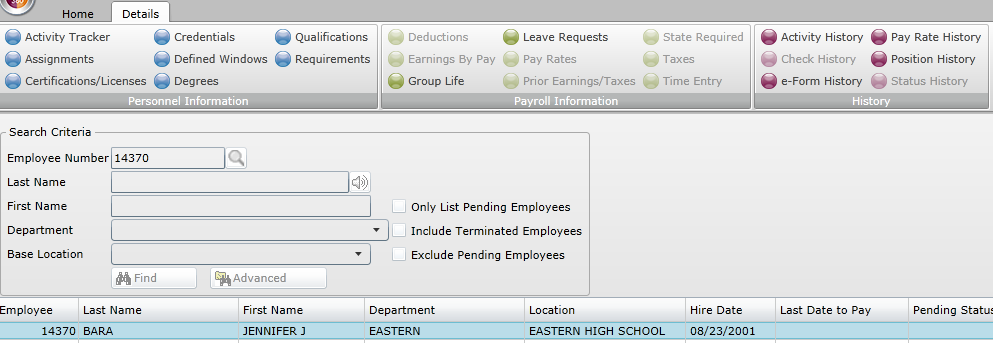 360
Home Details
Activity Tracker Credentials Qualifications Deductions Leave Requests State Required Activity History Pay Rate History
Assignments Defined Windows Requirements Earnings By Pay Pay Rates Taxes Check History Position History
Certifications/Licenses Degrees Group Life Prior Earnings/Taxes Time Entry e-Form History Status History
Personnel Information Payroll Information History
Search Criteria
Employee Number 14370
Last Name
First Name Only List Pending Employees
Department Include Terminated Employees
Base Location Exclude Pending Employees
Find Advanced
Employee Last Name First Name Department Location Hire Date Last Date to Pay Pending Status
14370 BARA JENNIFER J EASTERN EASTERN HIGH SCHOOL 08/23/2001